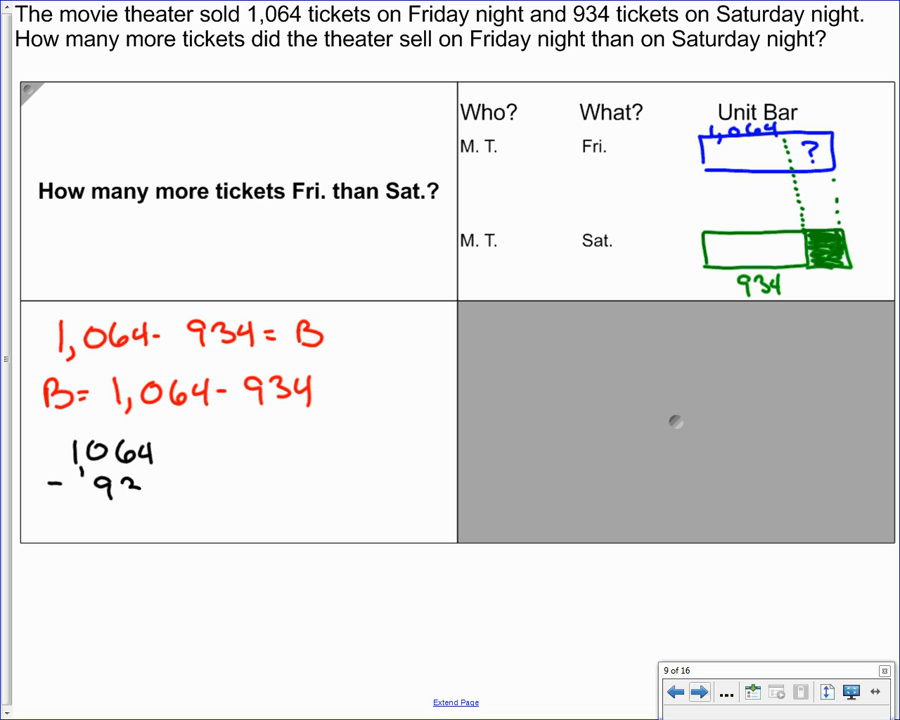 The movie theater sold 1,064 tickets on Friday night and 934 tickets on Saturday night.
How many more tickets did the theater sell on Friday night than on Saturday night?
How many more tickets Fri. than Sat.?
Who? What? Unit Bar
1,064
M. T. Fri. ?
M. T. Sat.
934
1,064- 934= B
B= 1,064- 934
1,064
- 93
9 of 16
...
Extend Page